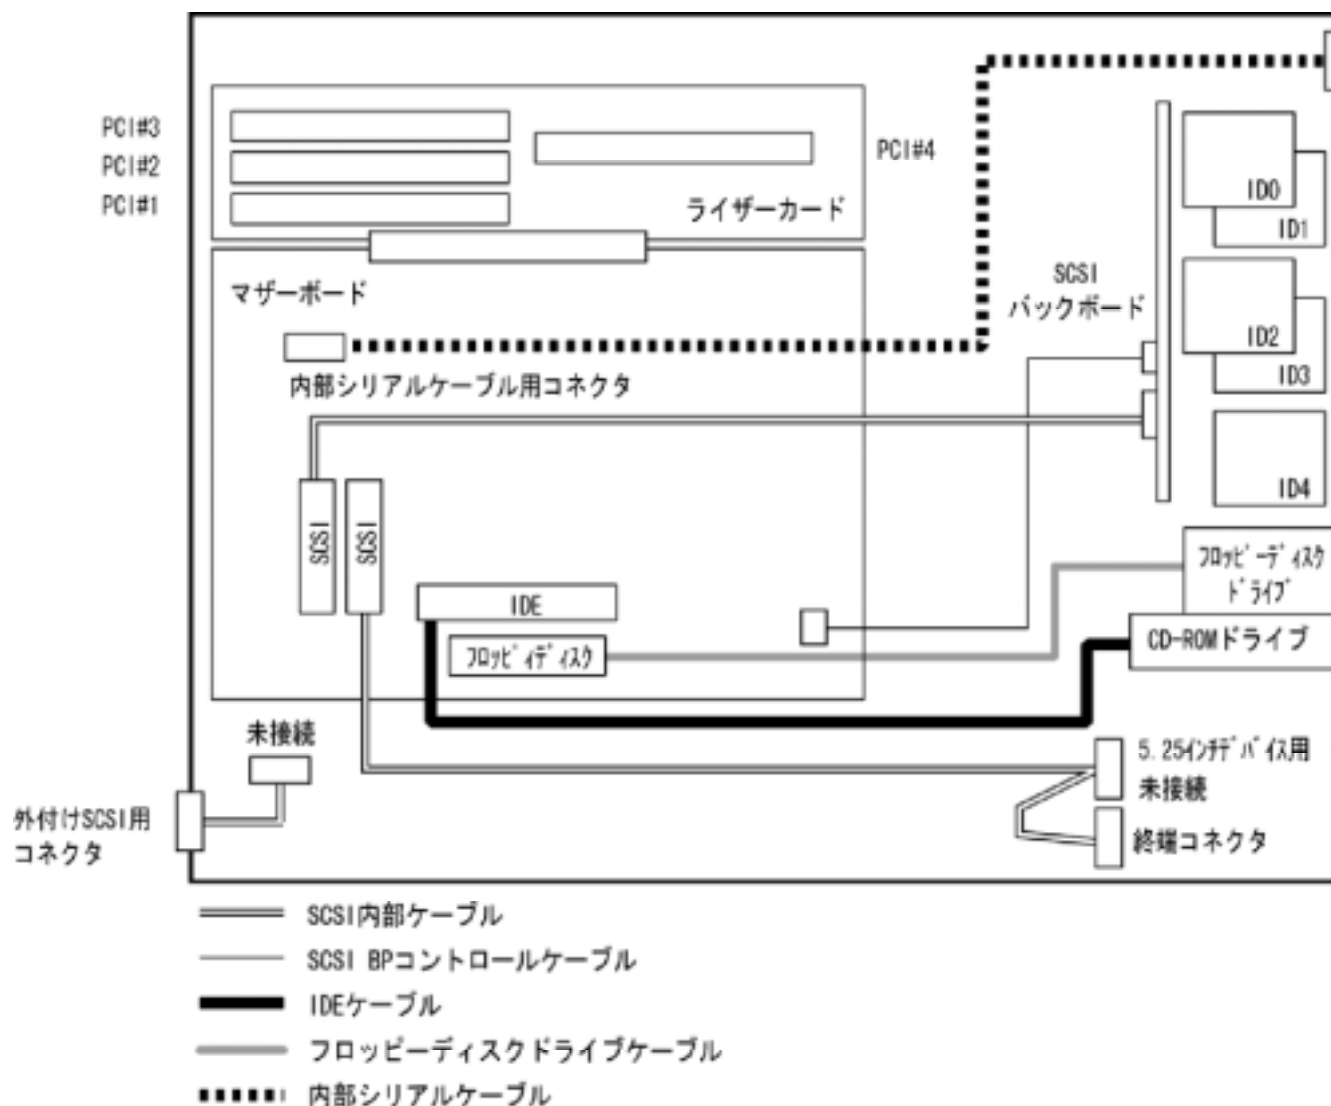 PCI#3
PCI#2
PCI#1
PCI#4
ライザーカード
マザーボード
内部シリアルケーブル用コネクタ
SCSI
バックボード
ID0
ID1
ID2
ID3
ID4
SCSI
SCSI
IDE
フロッピィディスク
フロッピーディスク
ドライブ
CD-ROMドライブ
未接続
外付けSCSI用
コネクタ
5.25インチデバイス用
未接続
終端コネクタ
SCSI内部ケーブル
SCSI BPコントロールケーブル
IDEケーブル
フロッピーディスクドライブケーブル
内部シリアルケーブル